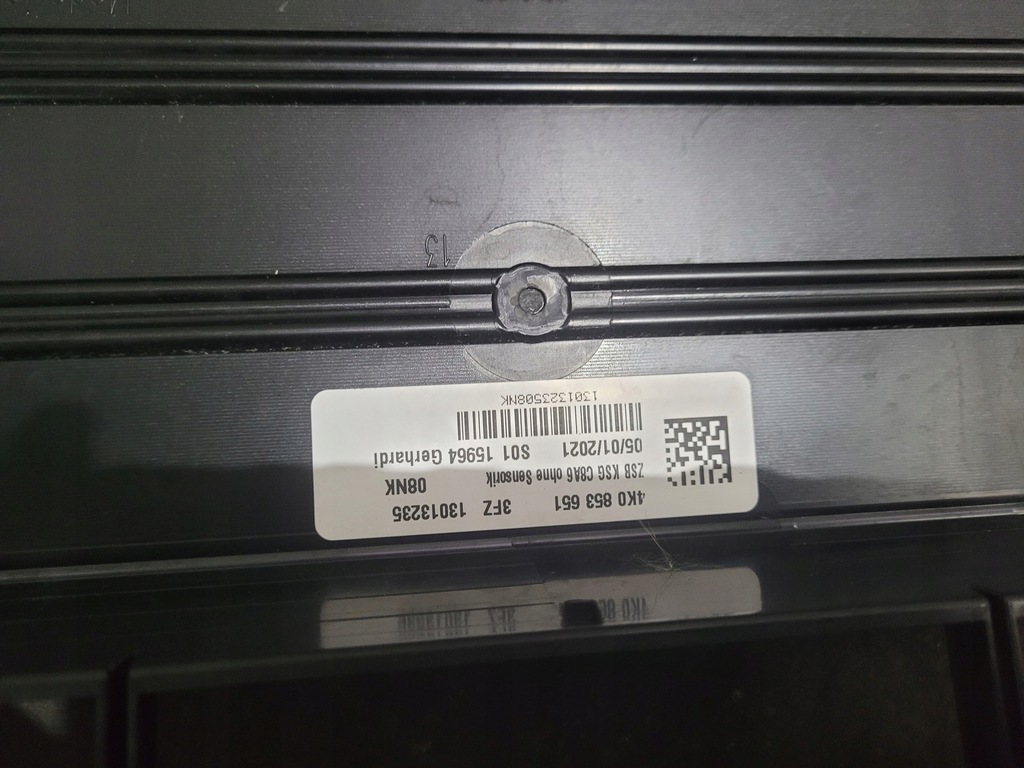 4K0 853 651 3FZ 13013235
ZSB KSG C8A6 ohne Sensorik 08NK
05/01/2021 S01 15964 Gerhardi
1301323508NK
13